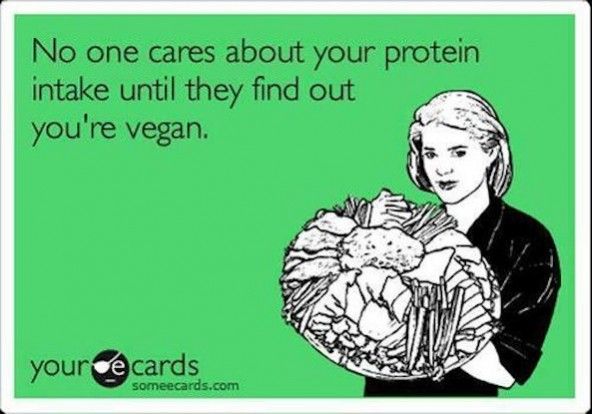 No one cares about your protein
intake until they find out
you're vegan.
your e cards
someecards.com